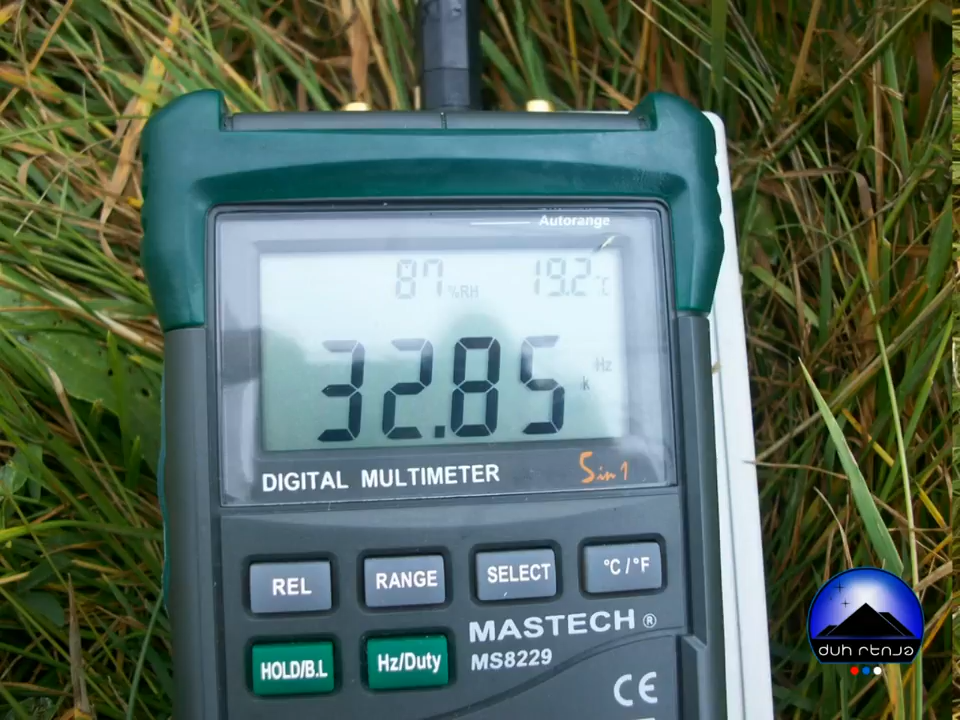 Autorange
87 %RH 19.2 °C
32.85 k Hz
DIGITAL MULTIMETER 5 in 1
REL RANGE SELECT °C/°F
MASTECH ®
HOLD/B.L Hz/Duty MS8229
CE
duh rtnja